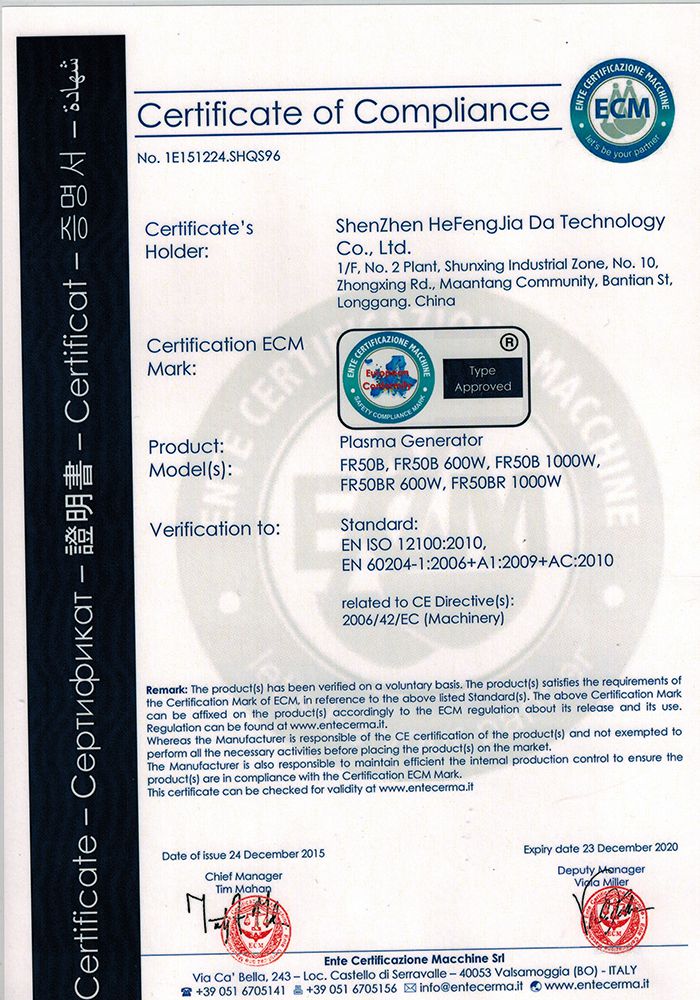 Certificate – Сертификат – 證明書 – Certificat – 증명서 – شهادة
Certificate of Compliance
ENTE CERTIFICAZIONE MACCHINE
ECM
let's be your partner
No. 1E151224.SHQS96
Certificate's
Holder:
ShenZhen HeFengJia Da Technology
Co., Ltd.
1/F, No. 2 Plant, Shunxing Industrial Zone, No. 10,
Zhongxing Rd., Maantang Community, Bantian St,
Longgang. China
Certification ECM
Mark:
ENTE CERTIFICAZIONE MACCHINE
European
Conformity
SAFETY COMPLIANCE MARK
®
Type
Approved
Product:
Plasma Generator
Model(s):
FR50B, FR50B 600W, FR50B 1000W,
FR50BR 600W, FR50BR 1000W
Verification to:
Standard:
EN ISO 12100:2010,
EN 60204-1:2006+A1:2009+AC:2010
related to CE Directive(s):
2006/42/EC (Machinery)
Remark: The product(s) has been verified on a voluntary basis. The product(s) satisfies the requirements of
the Certification Mark of ECM, in reference to the above listed Standard(s). The above Certification Mark
can be affixed on the product(s) accordingly to the ECM regulation about its release and its use.
Regulation can be found at www.entecerma.it.
Whereas the Manufacturer is responsible of the CE certification of the product(s) and not exempted to
perform all the necessary activities before placing the product(s) on the market.
The Manufacturer is also responsible to maintain efficient the internal production control to ensure the
product(s) are in compliance with the Certification ECM Mark.
This certificate can be checked for validity at www.entecerma.it
Date of issue 24 December 2015
Expiry date 23 December 2020
Chief Manager
Tim Mahan
Deputy Manager
Viola Miller
ECM
Ente Certificazione Macchine Srl
Via Ca' Bella, 243 – Loc. Castello di Serravalle – 40053 Valsamoggia (BO) - ITALY
+39 051 6705141 +39 051 6705156 info@entecerma.it www.entecerma.it